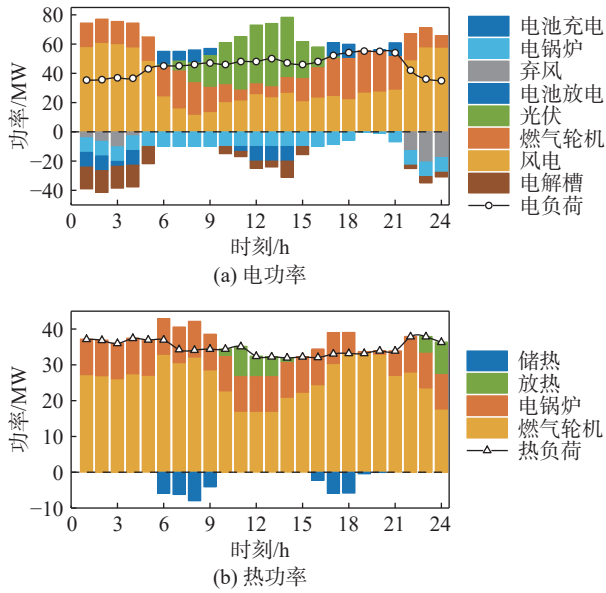 80
60
40
20
0
−20
−40
功率/MW
0 3 6 9 12 15 18 21 24
时刻/h
(a) 电功率
电池充电
电锅炉
弃风
电池放电
光伏
燃气轮机
风电
电解槽
电负荷
40
30
20
10
0
−10
功率/MW
0 3 6 9 12 15 18 21 24
时刻/h
(b) 热功率
储热
放热
电锅炉
燃气轮机
热负荷